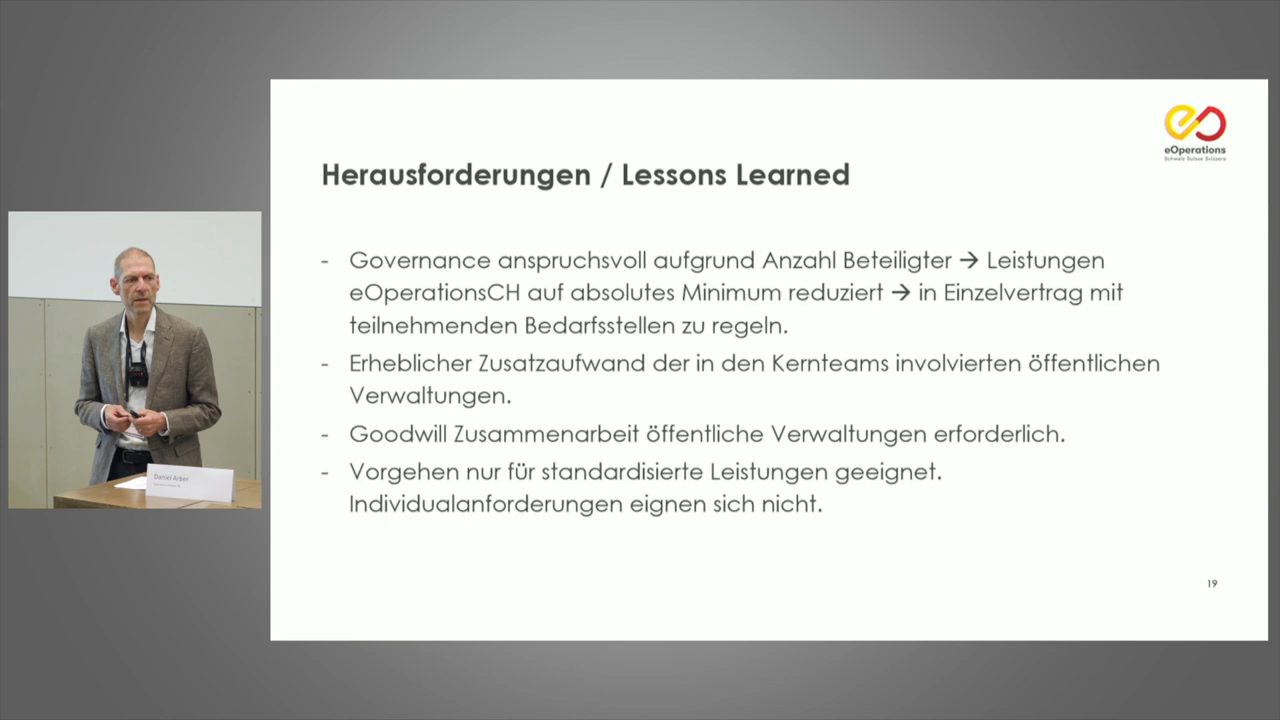 eOperations
Schweiz Suisse Svizzera
Herausforderungen / Lessons Learned
- Governance anspruchsvoll aufgrund Anzahl Beteiligter → Leistungen
eOperationsCH auf absolutes Minimum reduziert → in Einzelvertrag mit
teilnehmenden Bedarfsstellen zu regeln.
- Erheblicher Zusatzaufwand der in den Kernteams involvierten öffentlichen
Verwaltungen.
- Goodwill Zusammenarbeit öffentliche Verwaltungen erforderlich.
- Vorgehen nur für standardisierte Leistungen geeignet.
Individualanforderungen eignen sich nicht.
19
Daniel Arber